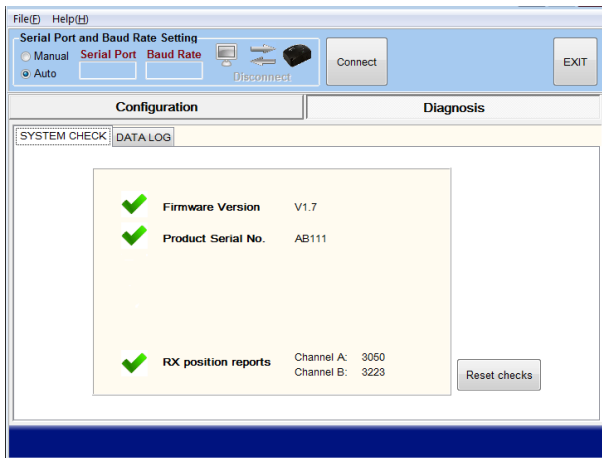 File(F) Help(H)
Serial Port and Baud Rate Setting
Manual Serial Port Baud Rate
Auto
Disconnect
Connect
EXIT
Configuration Diagnosis
SYSTEM CHECK DATA LOG
Firmware Version V1.7
Product Serial No. AB111
RX position reports Channel A: 3050
Channel B: 3223
Reset checks